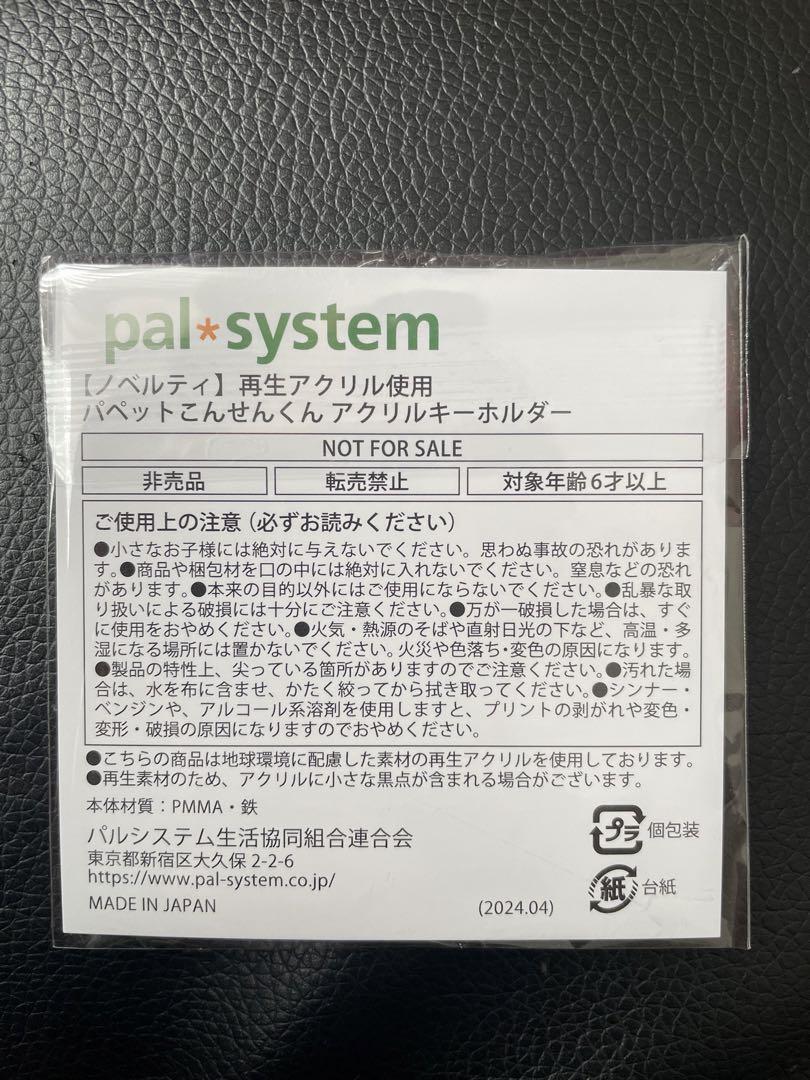 pal*system
【ノベルティ】再生アクリル使用
パペットこんせんくん アクリルキーホルダー
NOT FOR SALE
非売品 転売禁止 対象年齢6才以上
ご使用上の注意（必ずお読みください）
●小さなお子様には絶対に与えないでください。思わぬ事故の恐れがありま
す。●商品や梱包材を口の中には絶対に入れないでください。窒息などの恐れ
があります。●本来の目的以外にはご使用にならないでください。●乱暴な取
り扱いによる破損には十分にご注意ください。●万が一破損した場合は、すぐ
に使用をおやめください。●火気・熱源のそばや直射日光の下など、高温・多
湿になる場所には置かないでください。火災や色落ち・変色の原因になります。
●製品の特性上、尖っている箇所がありますのでご注意ください。●汚れた場
合は、水を布に含ませ、かたく絞ってから拭き取ってください。●シンナー・
ベンジンや、アルコール系溶剤を使用しますと、プリントの剥がれや変色・
変形・破損の原因になりますのでおやめください。
●こちらの商品は地球環境に配慮した素材の再生アクリルを使用しております。
●再生素材のため、アクリルに小さな黒点が含まれる場合がございます。
本体材質：PMMA・鉄
パルシステム生活協同組合連合会
東京都新宿区大久保 2-2-6
https://www.pal-system.co.jp/
MADE IN JAPAN
(2024.04)
プラ 個包装
紙 台紙